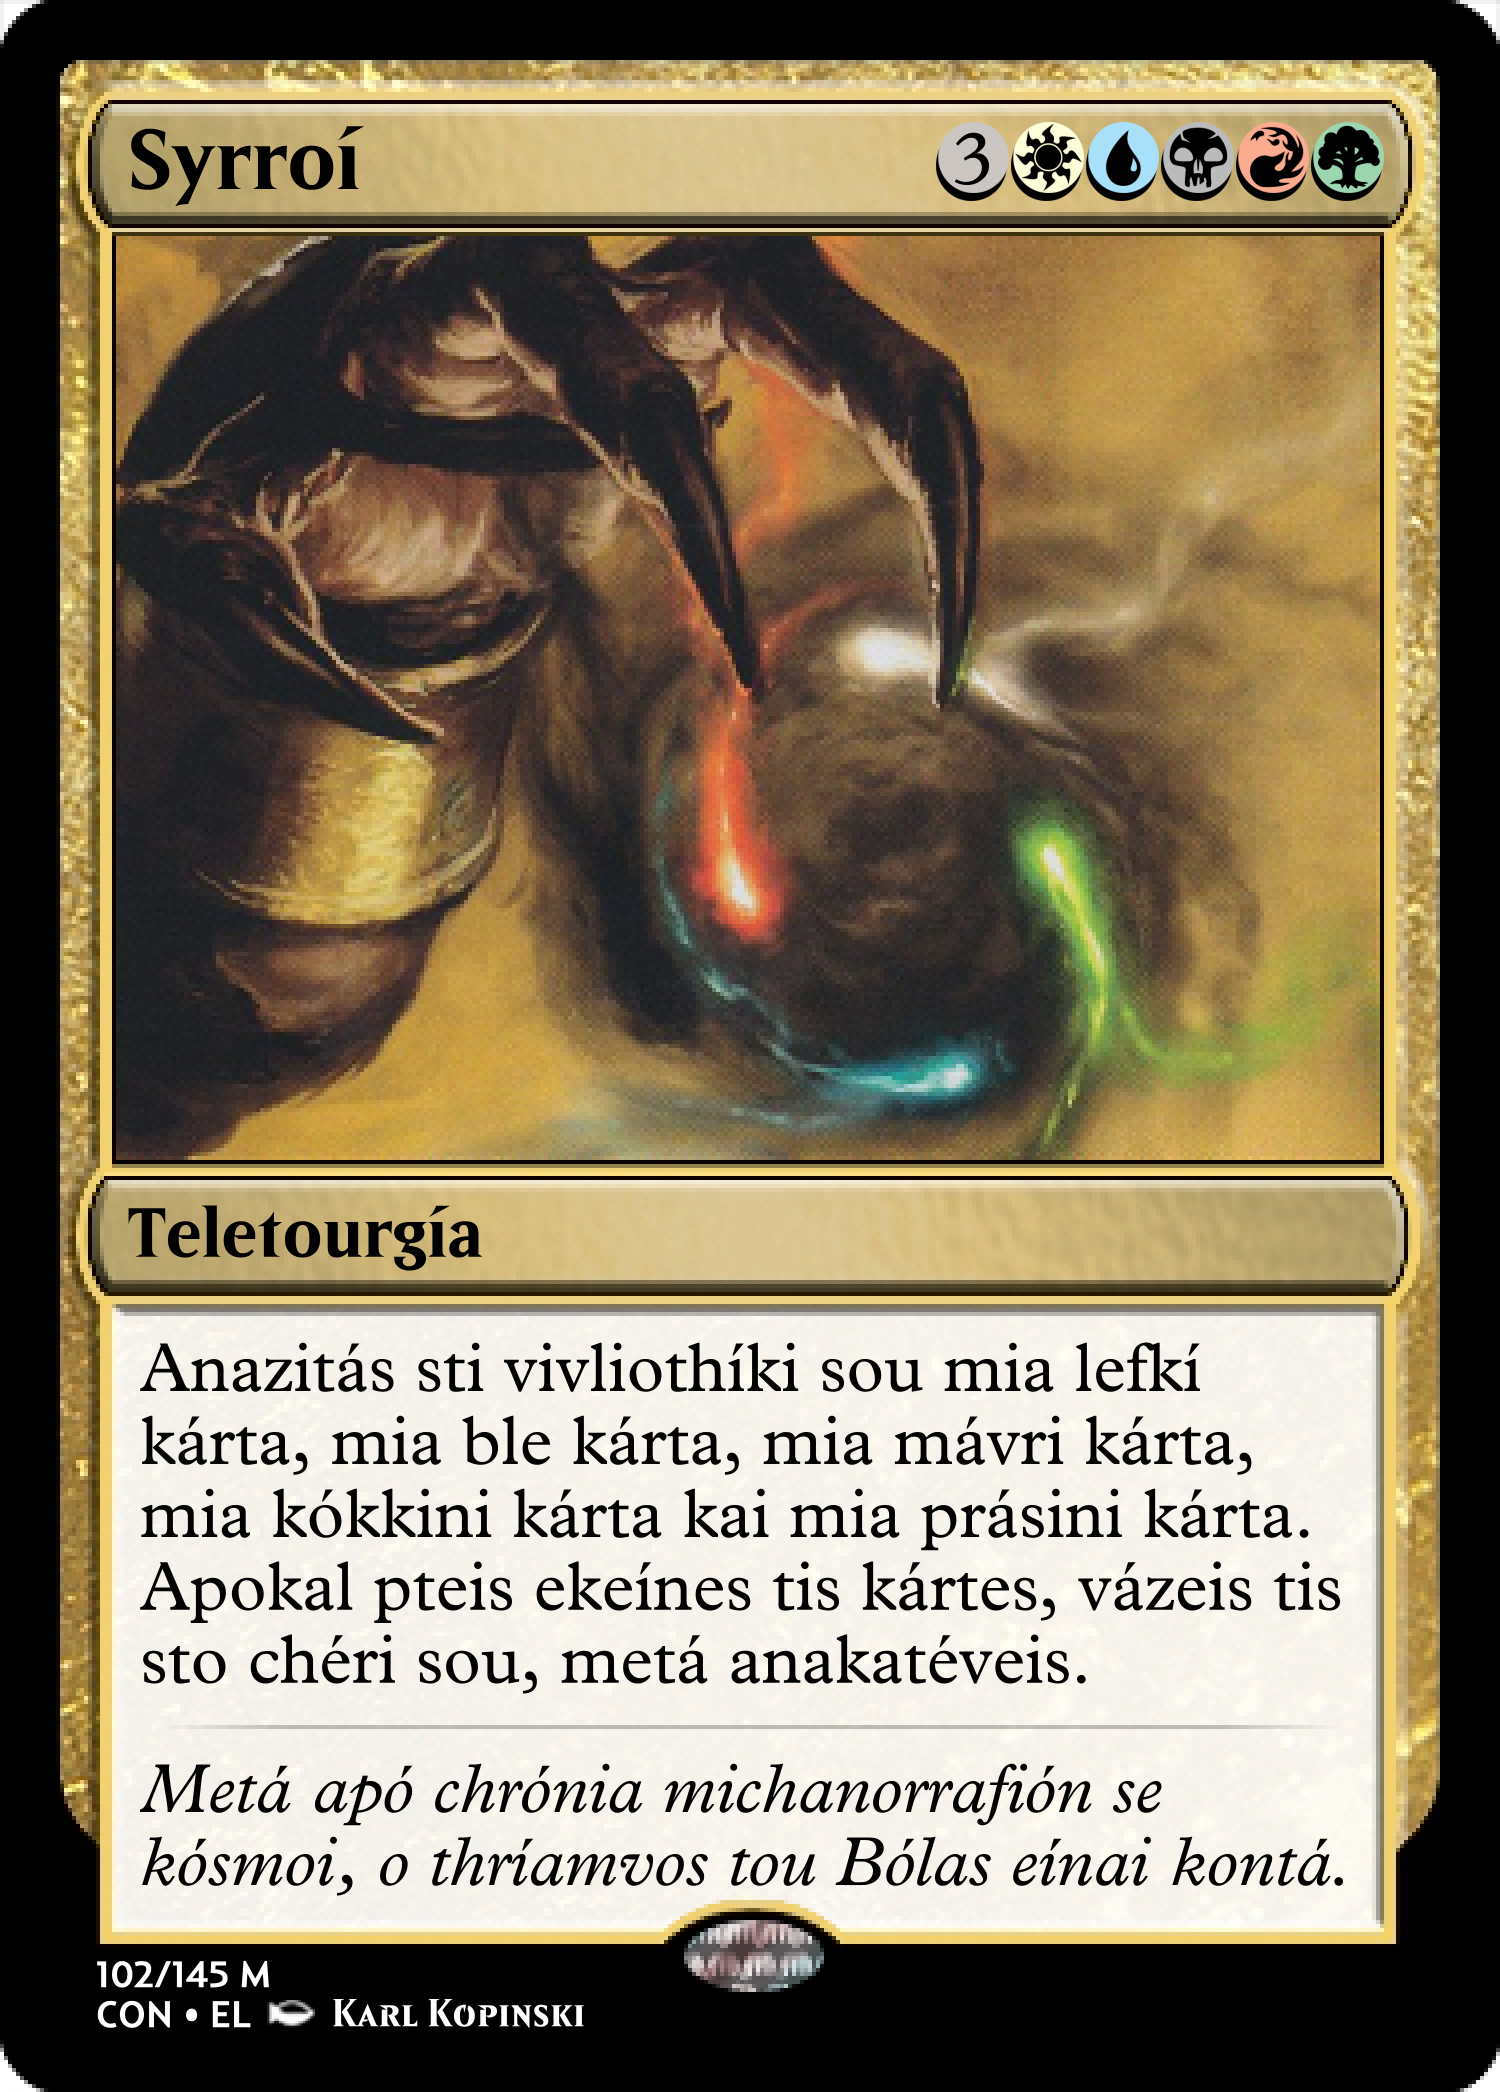 Syrroí 3
Teletourgía
Anazitás sti vivliothíki sou mia lefkí
kárta, mia ble kárta, mia mávri kárta,
mia kókkini kárta kai mia prásini kárta.
Apokal pteis ekeínes tis kártes, vázeis tis
sto chéri sou, metá anakatéveis.
Metá apó chrónia michanorrafión se
kósmoi, o thríamvos tou Bólas eínai kontá.
102/145 M
CON • EL Karl Kopinski